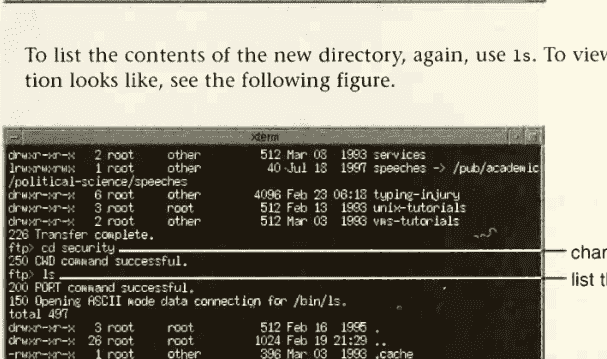 To list the contents of the new directory, again, use ls. To view
tion looks like, see the following figure.
xterm
drwxr-xr-x 2 root other 512 Mar 03 1993 services
lrwxrwxrwx 1 root other 40 Jul 18 1997 speeches -> /pub/academic
/political-science/speeches
drwxr-xr-x 6 root other 4096 Feb 23 06:18 typing-injury
drwxr-xr-x 3 root root 512 Feb 13 1993 unix-tutorials
drwxr-xr-x 2 root other 512 Mar 03 1993 vms-tutorials
226 Transfer complete.
ftp> cd security
250 CWD command successful.
char
ftp> ls
list th
200 PORT command successful.
150 Opening ASCII mode data connection for /bin/ls.
total 497
drwxr-xr-x 3 root root 512 Feb 16 1995 .
drwxr-xr-x 26 root root 1024 Feb 19 21:29 ..
-rwxr-xr-x 1 root other 396 Mar 03 1993 .cache